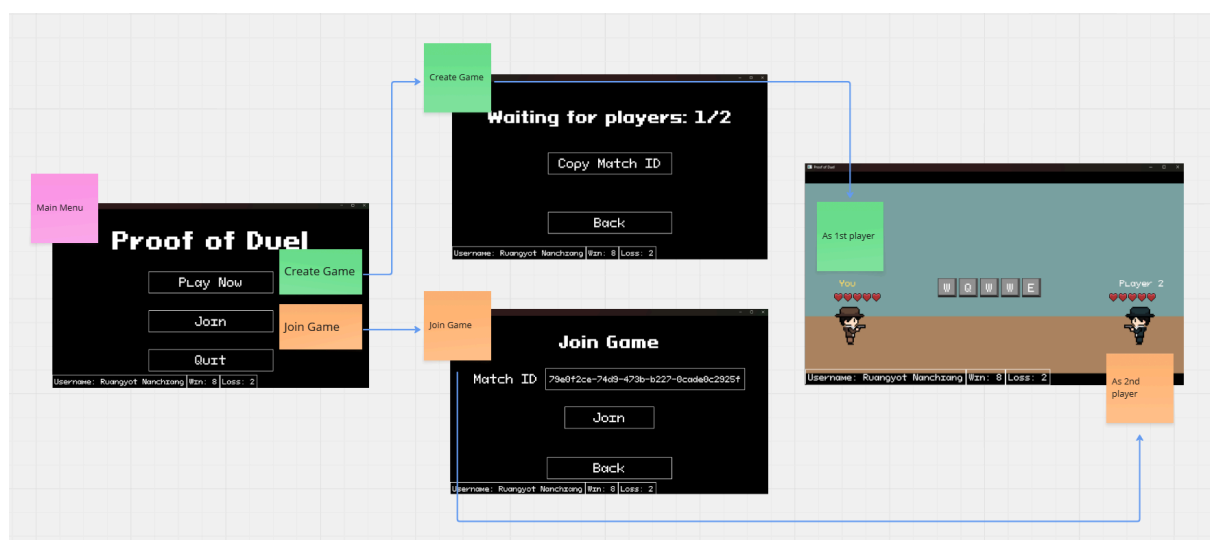 Main Menu
Proof of Duel
Play Now
Create Game
Join
Join Game
Quit
Username: Ruangyot Nanchiang Win: 8 Loss: 2
Create Game
Waiting for players: 1/2
Copy Match ID
Back
Username: Ruangyot Nanchiang Win: 8 Loss: 2
Join Game
Join Game
Match ID 79e0f2ce-74d9-473b-b227-0cade0c2925f
Join
Back
Username: Ruangyot Nanchiang Win: 8 Loss: 2
Proof of Duel
As 1st player
You
W Q W W E
Player 2
Username: Ruangyot Nanchiang Win: 8 Loss: 2
As 2nd
player